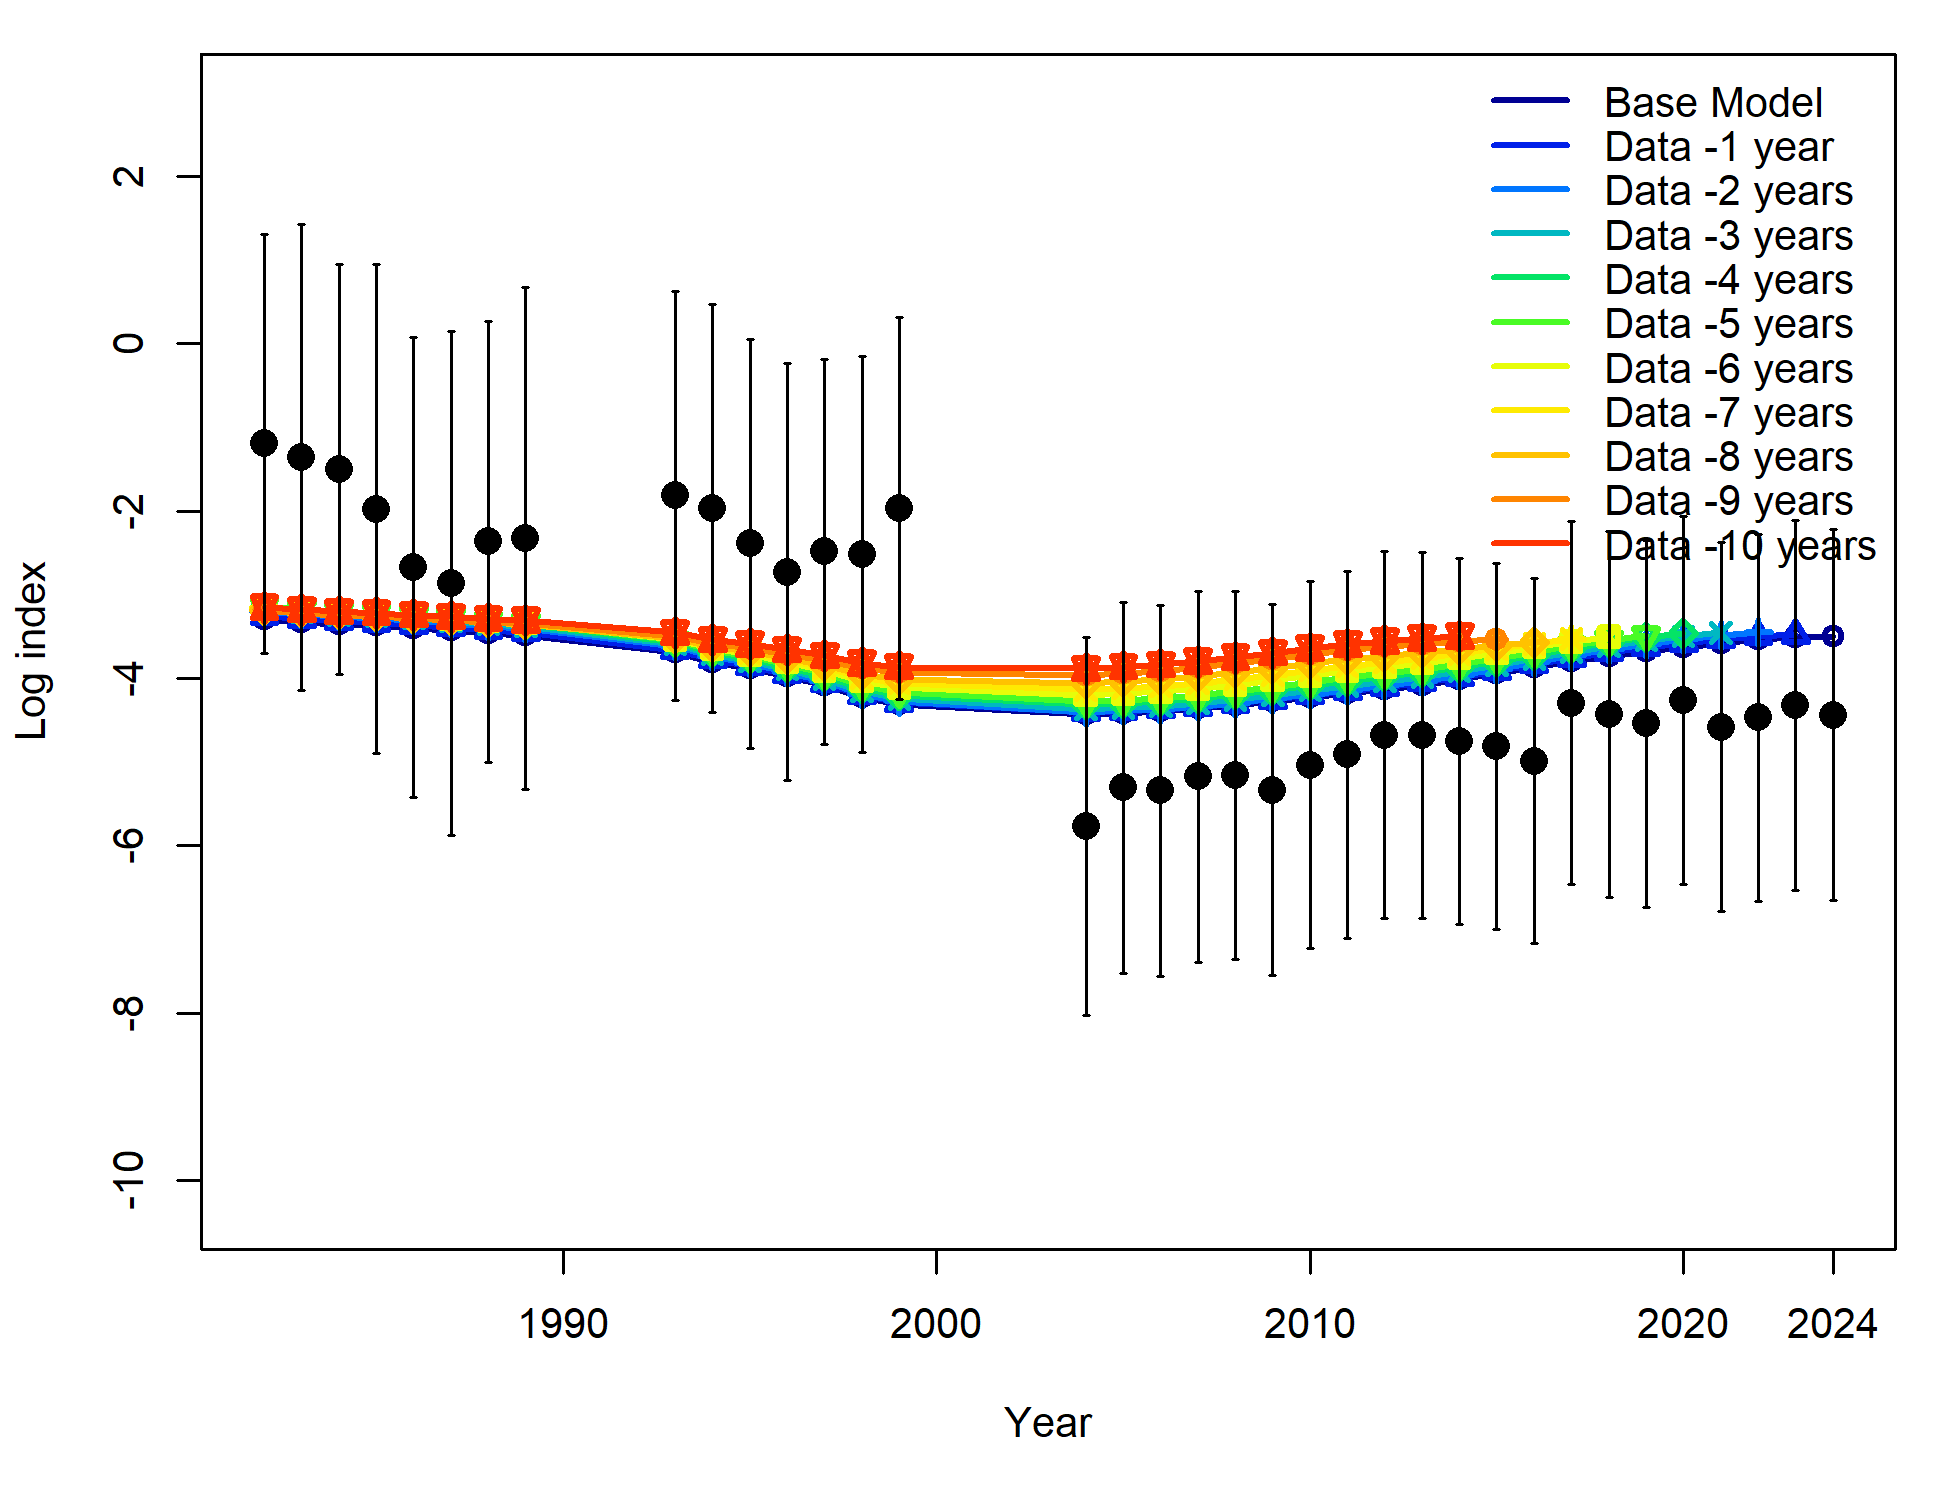 Base Model
Data -1 year
Data -2 years
Data -3 years
Data -4 years
Data -5 years
Data -6 years
Data -7 years
Data -8 years
Data -9 years
Data -10 years
Log index
2
0
-2
-4
-6
-8
-10
1990 2000 2010 2020 2024
Year